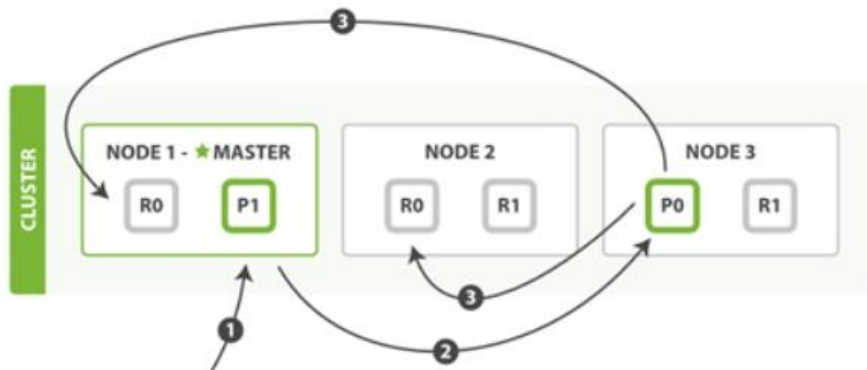 3
CLUSTER
NODE 1 - ★ MASTER
R0
P1
NODE 2
R0
R1
NODE 3
P0
R1
3
1
2